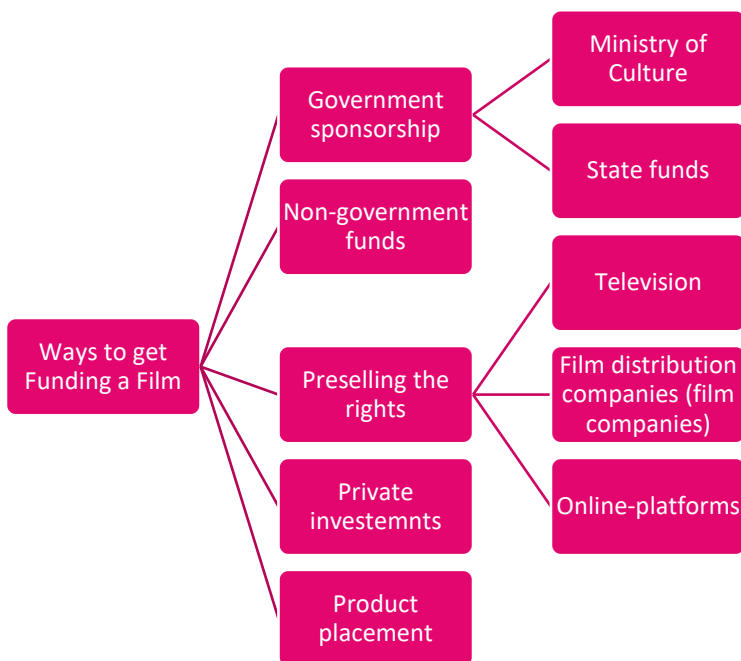 Ways to get
Funding a Film
Government
sponsorship
Ministry of
Culture
State funds
Non-government
funds
Preselling the
rights
Television
Film distribution
companies (film
companies)
Online-platforms
Private
investemnts
Product
placement